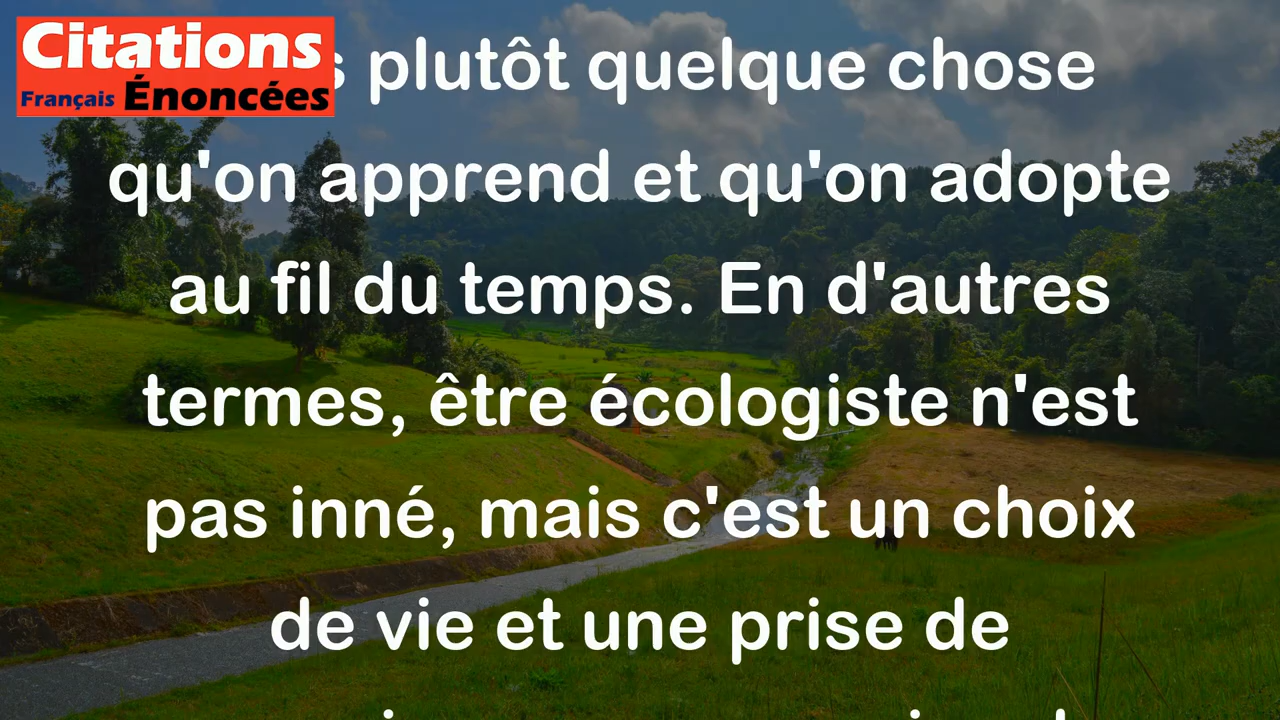 Citations
Français Énoncées
plutôt quelque chose
qu'on apprend et qu'on adopte
au fil du temps. En d'autres
termes, être écologiste n'est
pas inné, mais c'est un choix
de vie et une prise de